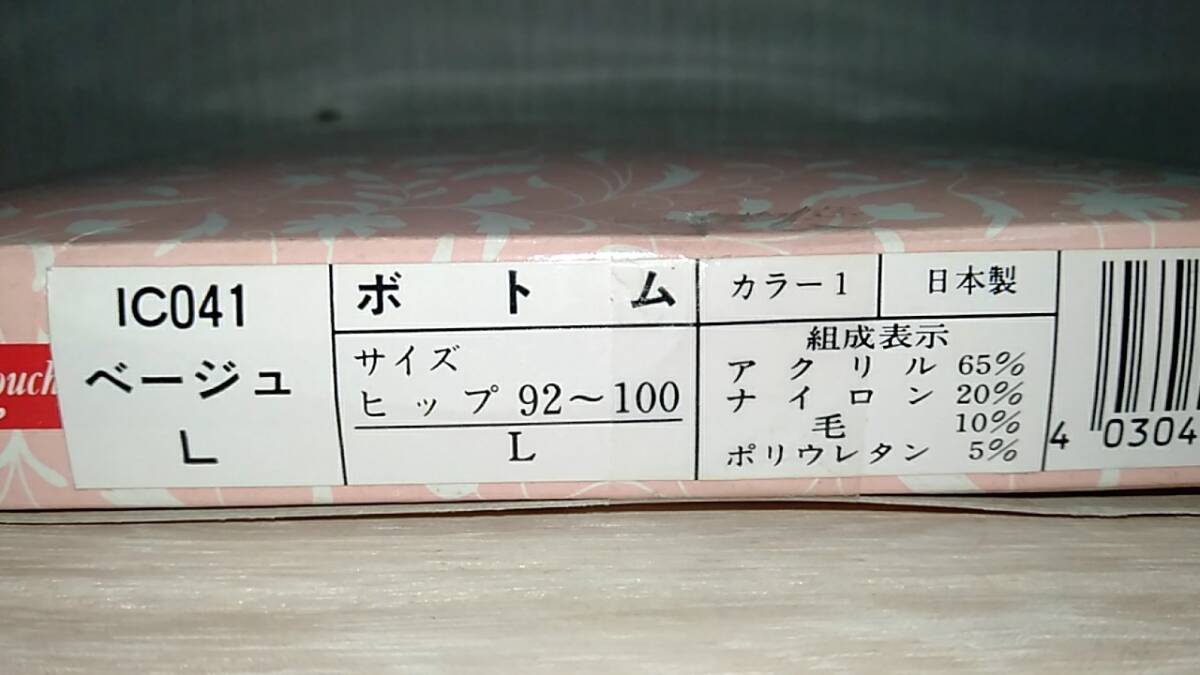 IC041
ベージュ
L
ボトム
サイズ
ヒップ 92～100
L
カラー1
日本製
組成表示
アクリル 65%
ナイロン 20%
毛 10%
ポリウレタン 5%
4 0304
ouch